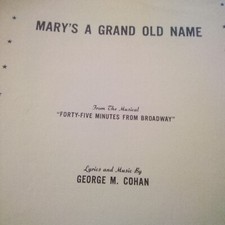 MARY'S A GRAND OLD NAME
From The Musical
"FORTY-FIVE MINUTES FROM BROADWAY"
Lyrics and Music By
GEORGE M. COHAN